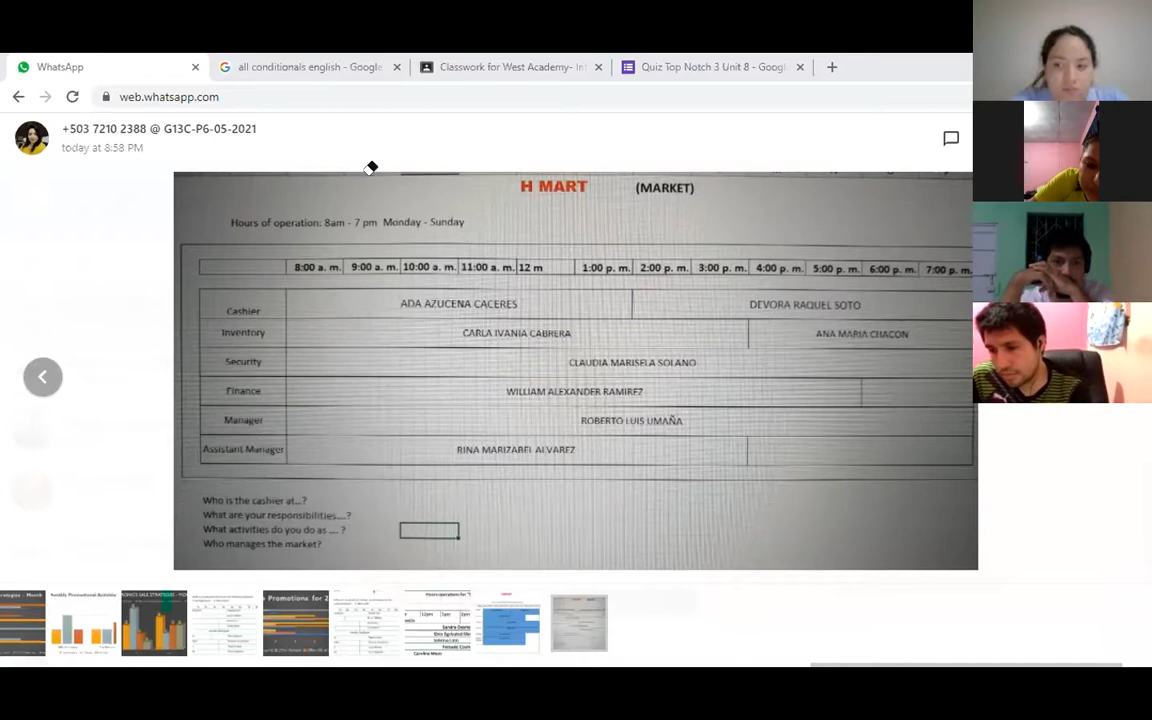 WhatsApp
all conditionals english - Google
Classwork for West Academy- In
Quiz Top Notch 3 Unit 8 - Googl
web.whatsapp.com
+503 7210 2388 @ G13C-P6-05-2021
today at 8:58 PM
H MART (MARKET)
Hours of operation: 8am - 7 pm Monday - Sunday
8:00 a. m. 9:00 a. m. 10:00 a. m. 11:00 a. m. 12 m 1:00 p. m. 2:00 p. m. 3:00 p. m. 4:00 p. m. 5:00 p. m. 6:00 p. m. 7:00 p. m.
Cashier ADA AZUCENA CACERES DEVORA RAQUEL SOTO
Inventory CARLA IVANIA CABRERA ANA MARIA CHACON
Security CLAUDIA MARISELA SOLANO
Finance WILLIAM ALEXANDER RAMIREZ
Manager ROBERTO LUIS UMAÑA
Assistant Manager RINA MARIZABEL ALVAREZ
Who is the cashier at...?
What are your responsibilities....?
What activities do you do as .... ?
Who manages the market?